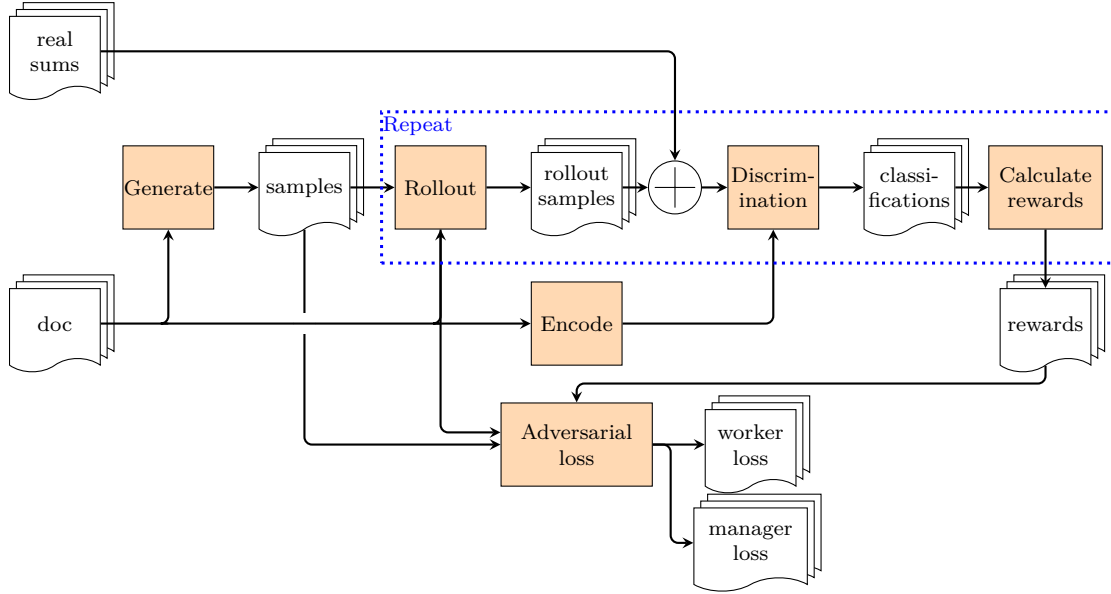 real
sums
Repeat
Generate
samples
Rollout
rollout
samples
Discrim-
ination
classi-
fications
Calculate
rewards
doc
Encode
rewards
Adversarial
loss
worker
loss
manager
loss